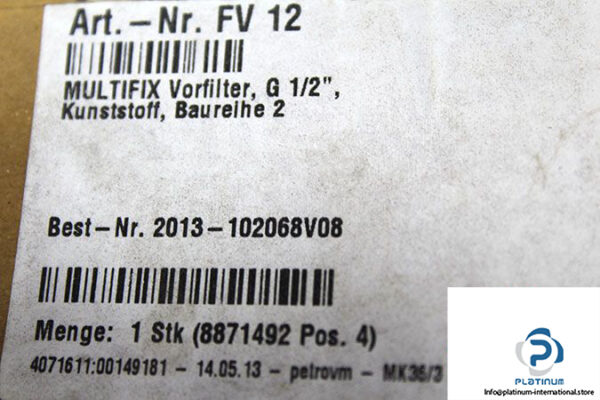 Art.-Nr. FV 12
MULTIFIX Vorfilter, G 1/2",
Kunststoff, Baureihe 2
Best-Nr. 2013-102068V08
Menge: 1 Stk (8871492 Pos. 4)
4071611:00149181 - 14.05.13 - petrovm - MK36/3
PLATINUM
https://platinum-international.store